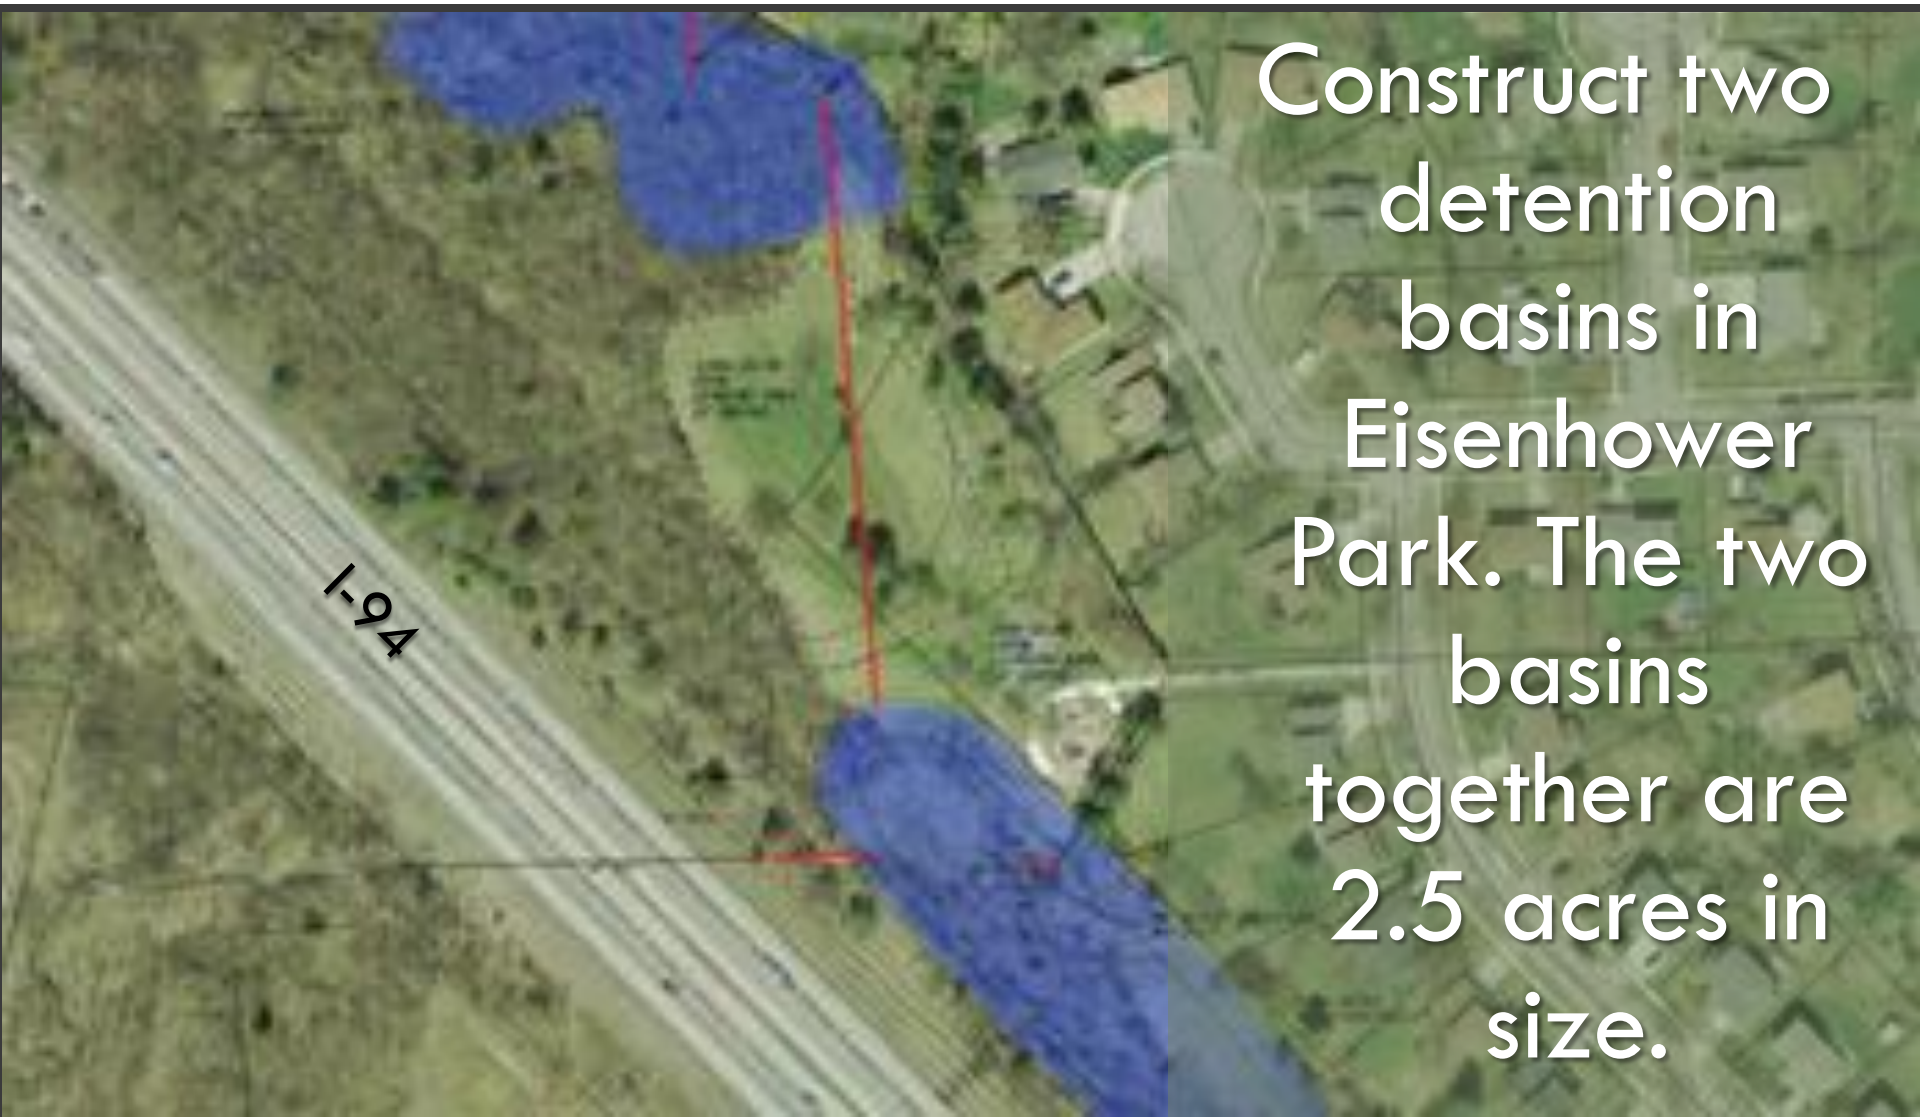 Construct two
detention
basins in
Eisenhower
Park. The two
basins
together are
2.5 acres in
size.
I-94